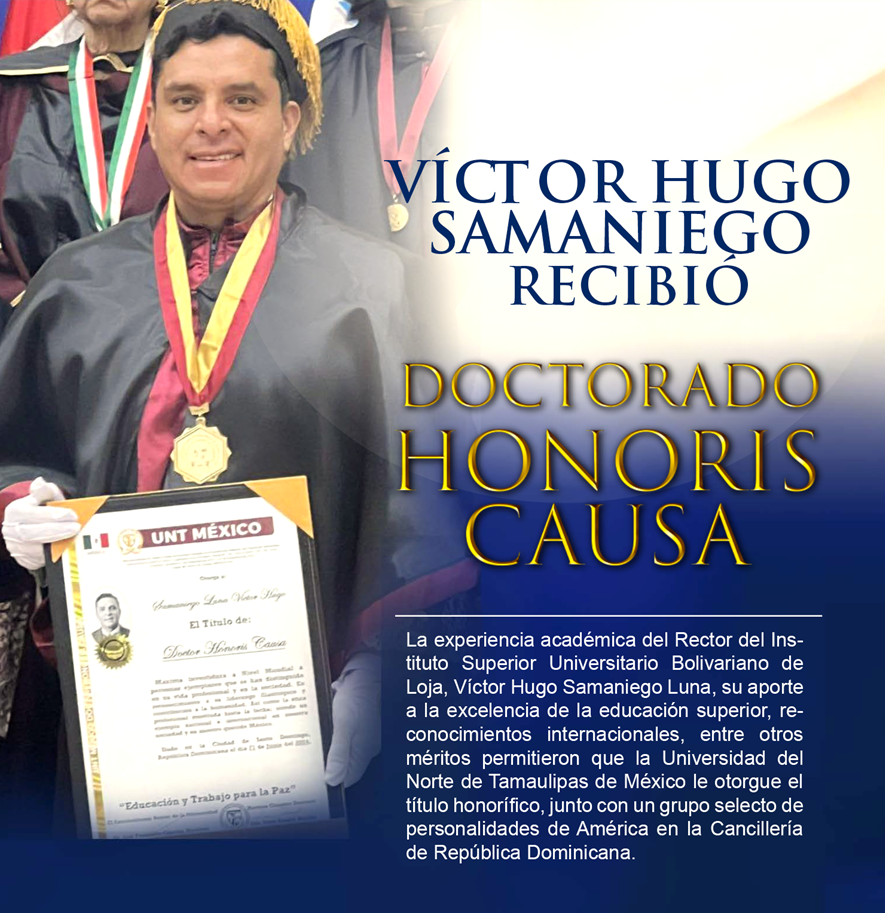 VÍCTOR HUGO
SAMANIEGO
RECIBIÓ
DOCTORADO
HONORIS
CAUSA
La experiencia académica del Rector del Ins-
tituto Superior Universitario Bolivariano de
Loja, Víctor Hugo Samaniego Luna, su aporte
a la excelencia de la educación superior, re-
conocimientos internacionales, entre otros
méritos permitieron que la Universidad del
Norte de Tamaulipas de México le otorgue el
título honorífico, junto con un grupo selecto de
personalidades de América en la Cancillería
de República Dominicana.
UNT MÉXICO
Samaniego Luna Victor Hugo
El Titulo de:
Doctor Honoris Causa
"Educación y Trabajo para la Paz"